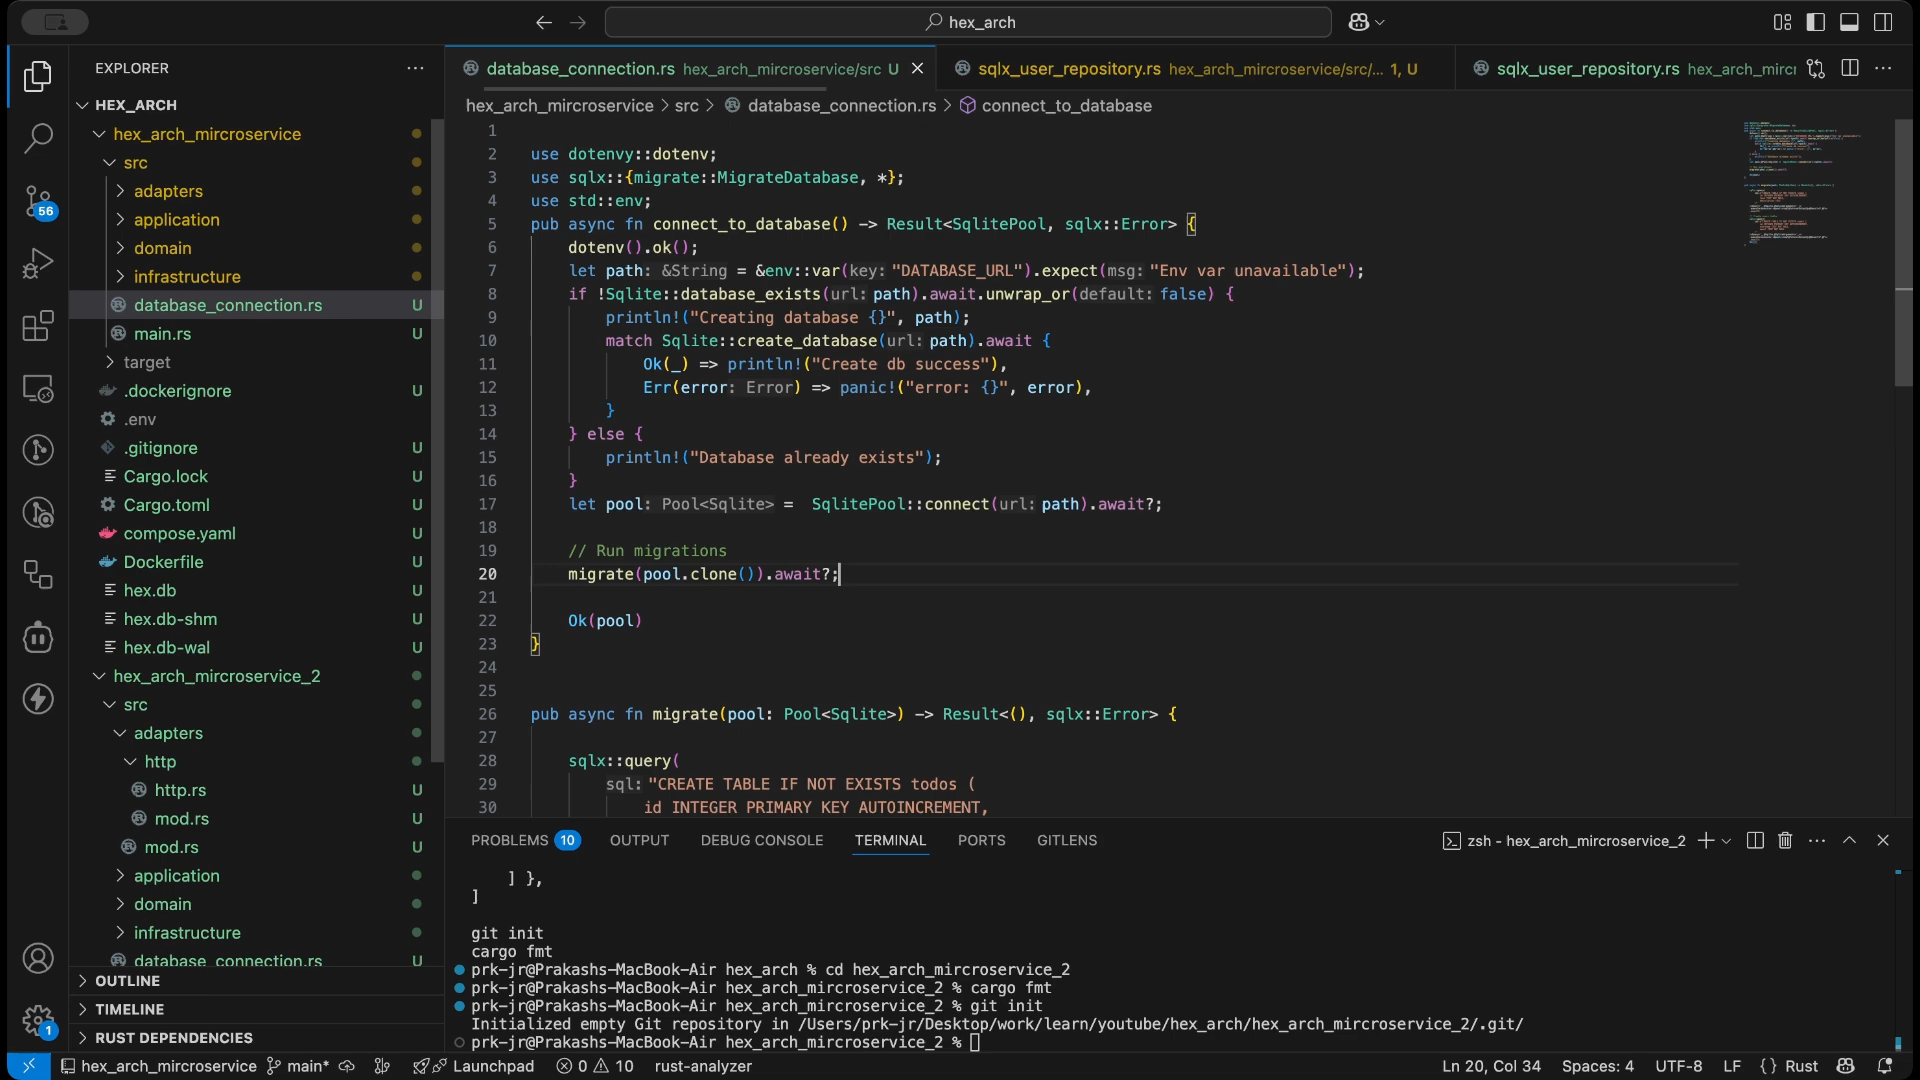 hex_arch
EXPLORER
HEX_ARCH
hex_arch_mircroservice
src
adapters
application
domain
infrastructure
database_connection.rs U
main.rs U
target
.dockerignore U
.env
.gitignore U
Cargo.lock U
Cargo.toml U
compose.yaml U
Dockerfile U
hex.db U
hex.db-shm U
hex.db-wal U
hex_arch_mircroservice_2
src
adapters
http
http.rs U
mod.rs U
mod.rs U
application
domain
infrastructure
database_connection.rs U
OUTLINE
TIMELINE
RUST DEPENDENCIES
56
1
database_connection.rs hex_arch_mircroservice/src U
sqlx_user_repository.rs hex_arch_mircroservice/src/... 1, U
sqlx_user_repository.rs hex_arch_mircr
hex_arch_mircroservice > src > database_connection.rs > connect_to_database
1
2 use dotenvy::dotenv;
3 use sqlx::{migrate::MigrateDatabase, *};
4 use std::env;
5 pub async fn connect_to_database() -> Result<SqlitePool, sqlx::Error> {
6 dotenv().ok();
7 let path: &String = &env::var(key: "DATABASE_URL").expect(msg: "Env var unavailable");
8 if !Sqlite::database_exists(url: path).await.unwrap_or(default: false) {
9 println!("Creating database {}", path);
10 match Sqlite::create_database(url: path).await {
11 Ok(_) => println!("Create db success"),
12 Err(error: Error) => panic!("error: {}", error),
13 }
14 } else {
15 println!("Database already exists");
16 }
17 let pool: Pool<Sqlite> = SqlitePool::connect(url: path).await?;
18
19 // Run migrations
20 migrate(pool.clone()).await?;
21
22 Ok(pool)
23 }
24
25
26 pub async fn migrate(pool: Pool<Sqlite>) -> Result<(), sqlx::Error> {
27
28 sqlx::query(
29 sql: "CREATE TABLE IF NOT EXISTS todos (
30 id INTEGER PRIMARY KEY AUTOINCREMENT,
PROBLEMS 10 OUTPUT DEBUG CONSOLE TERMINAL PORTS GITLENS
zsh - hex_arch_mircroservice_2
] },
]
git init
cargo fmt
prk-jr@Prakashs-MacBook-Air hex_arch % cd hex_arch_mircroservice_2
prk-jr@Prakashs-MacBook-Air hex_arch_mircroservice_2 % cargo fmt
prk-jr@Prakashs-MacBook-Air hex_arch_mircroservice_2 % git init
Initialized empty Git repository in /Users/prk-jr/Desktop/work/learn/youtube/hex_arch/hex_arch_mircroservice_2/.git/
prk-jr@Prakashs-MacBook-Air hex_arch_mircroservice_2 %
hex_arch_mircroservice main* Launchpad 0 10 rust-analyzer Ln 20, Col 34 Spaces: 4 UTF-8 LF {} Rust